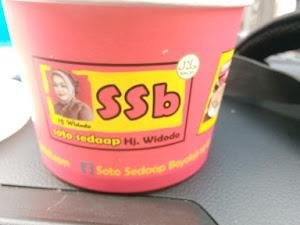 SSb
Hj. Widodo
soto sedaap Hj. Widodo
Soto Sedaap Boyolali